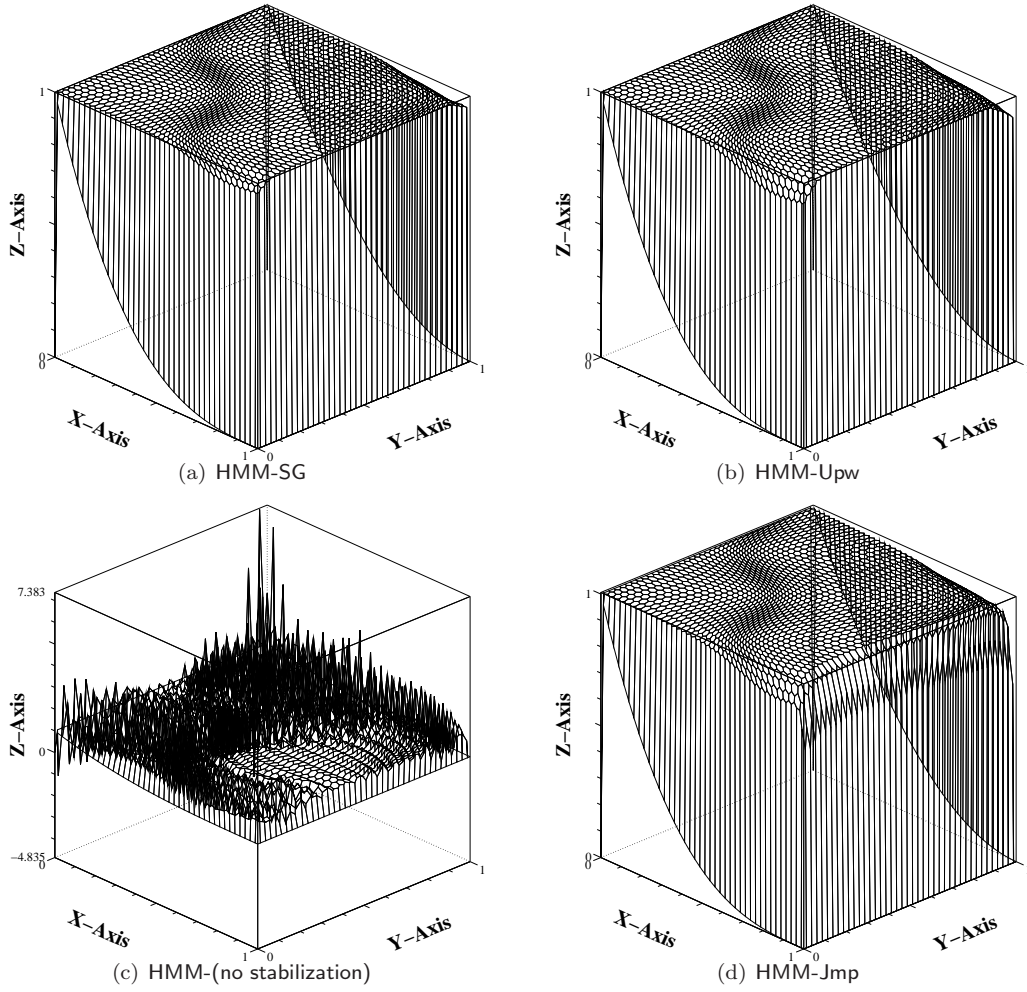 1
Z–Axis
0
0
X–Axis
1
0
Y–Axis
1
(a) HMM-SG
1
Z–Axis
0
0
X–Axis
1
0
Y–Axis
(b) HMM-Upw
7.383
Z–Axis
0
−4.835
0
X–Axis
1
0
Y–Axis
1
(c) HMM-(no stabilization)
1
Z–Axis
0
0
X–Axis
1
0
Y–Axis
(d) HMM-Jmp